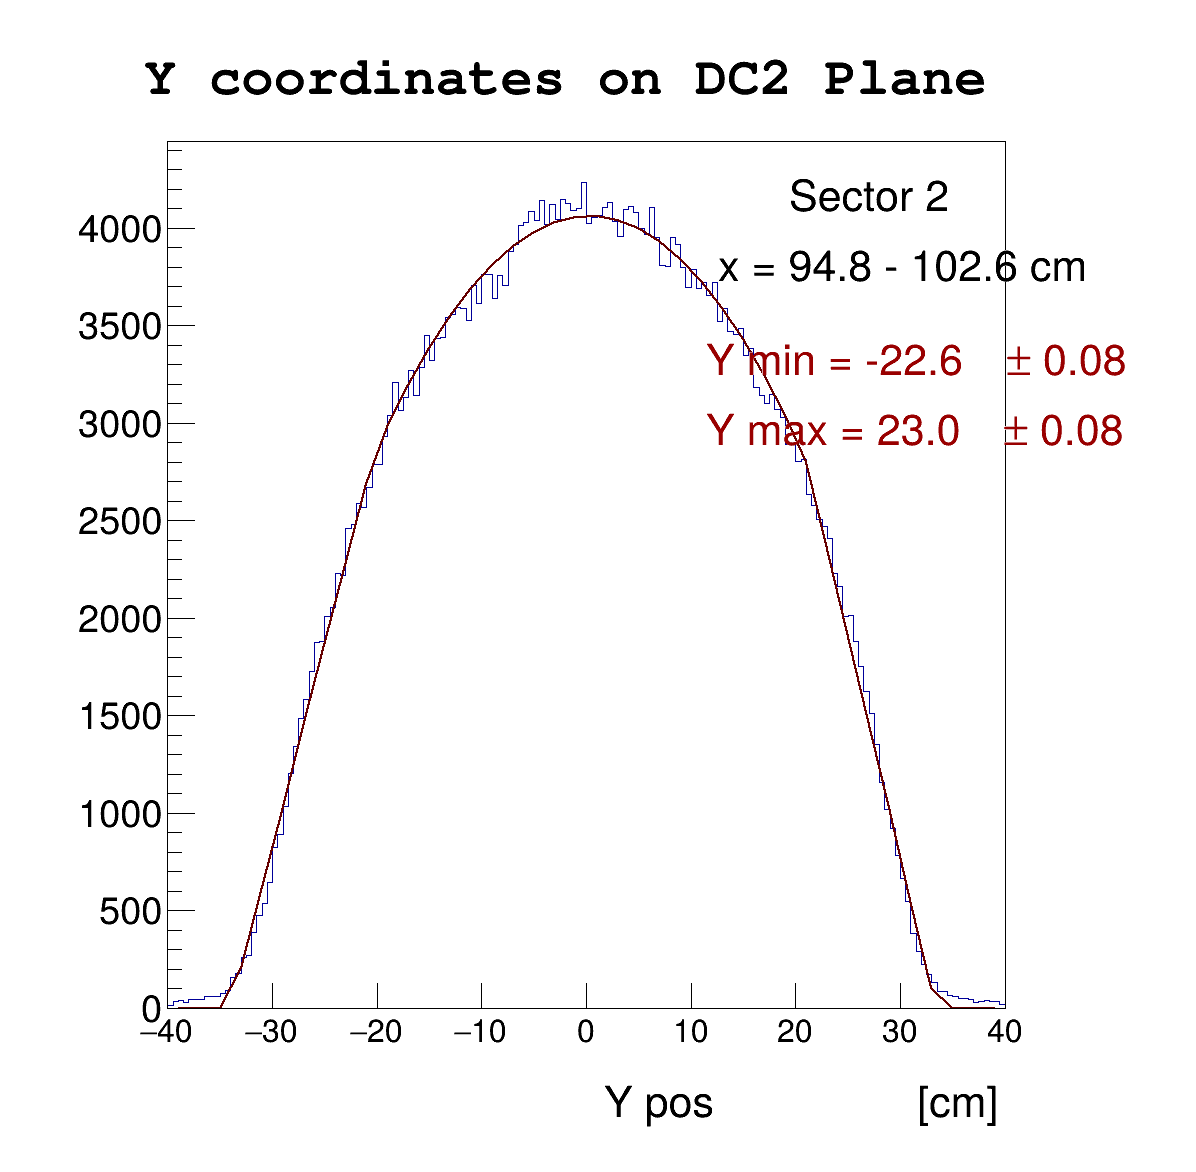 Y coordinates on DC2 Plane
Sector 2
x = 94.8 - 102.6 cm
Y min = -22.6 ± 0.08
Y max = 23.0 ± 0.08
4000
3500
3000
2500
2000
1500
1000
500
0
−40 −30 −20 −10 0 10 20 30 40
Y pos [cm]